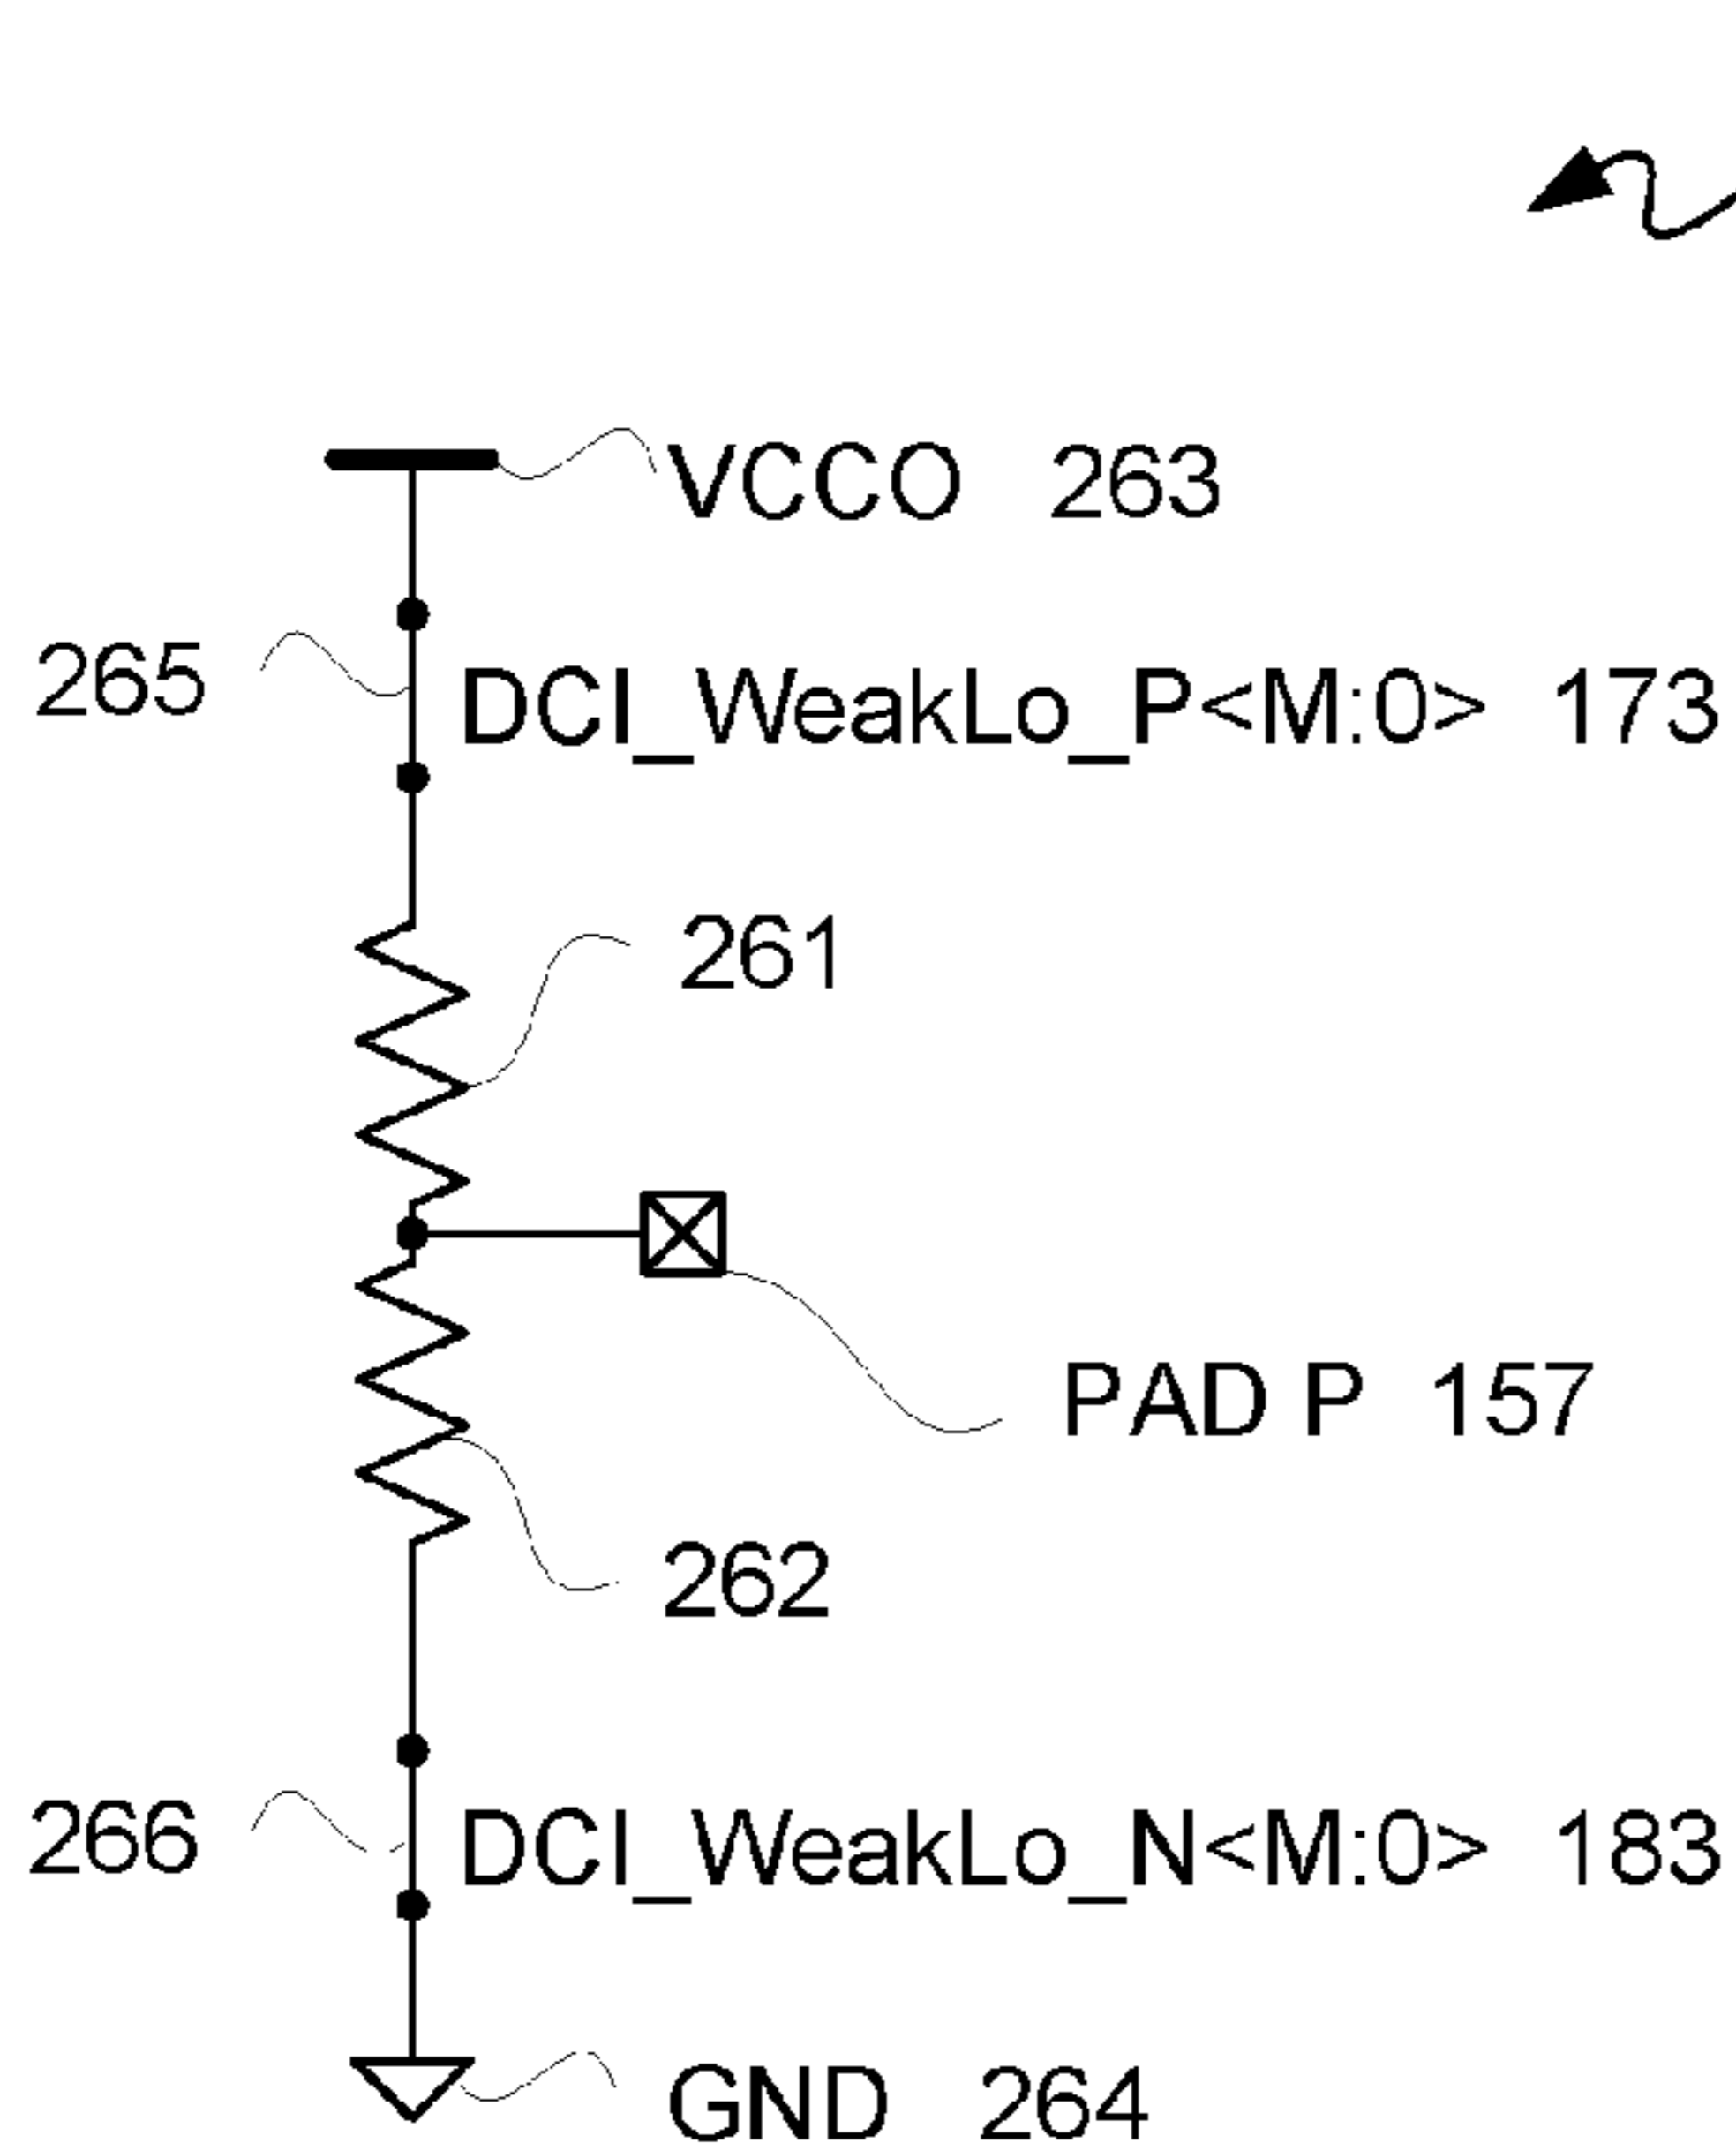 VCCO 263
265
DCI_WeakLo_P<M:0> 173
261
PAD P 157
262
266
DCI_WeakLo_N<M:0> 183
GND 264